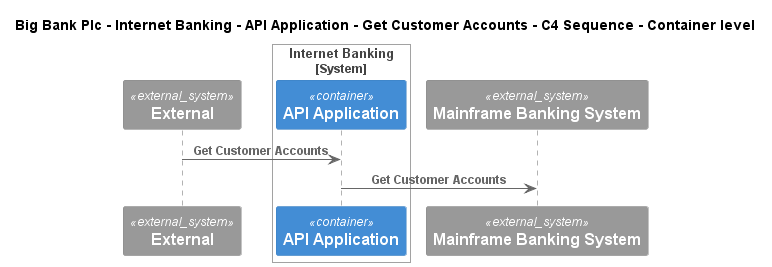 Big Bank Plc - Internet Banking - API Application - Get Customer Accounts - C4 Sequence - Container level
Internet Banking
[System]
«external_system»
External
«container»
API Application
«external_system»
Mainframe Banking System
Get Customer Accounts
Get Customer Accounts
«external_system»
External
«container»
API Application
«external_system»
Mainframe Banking System